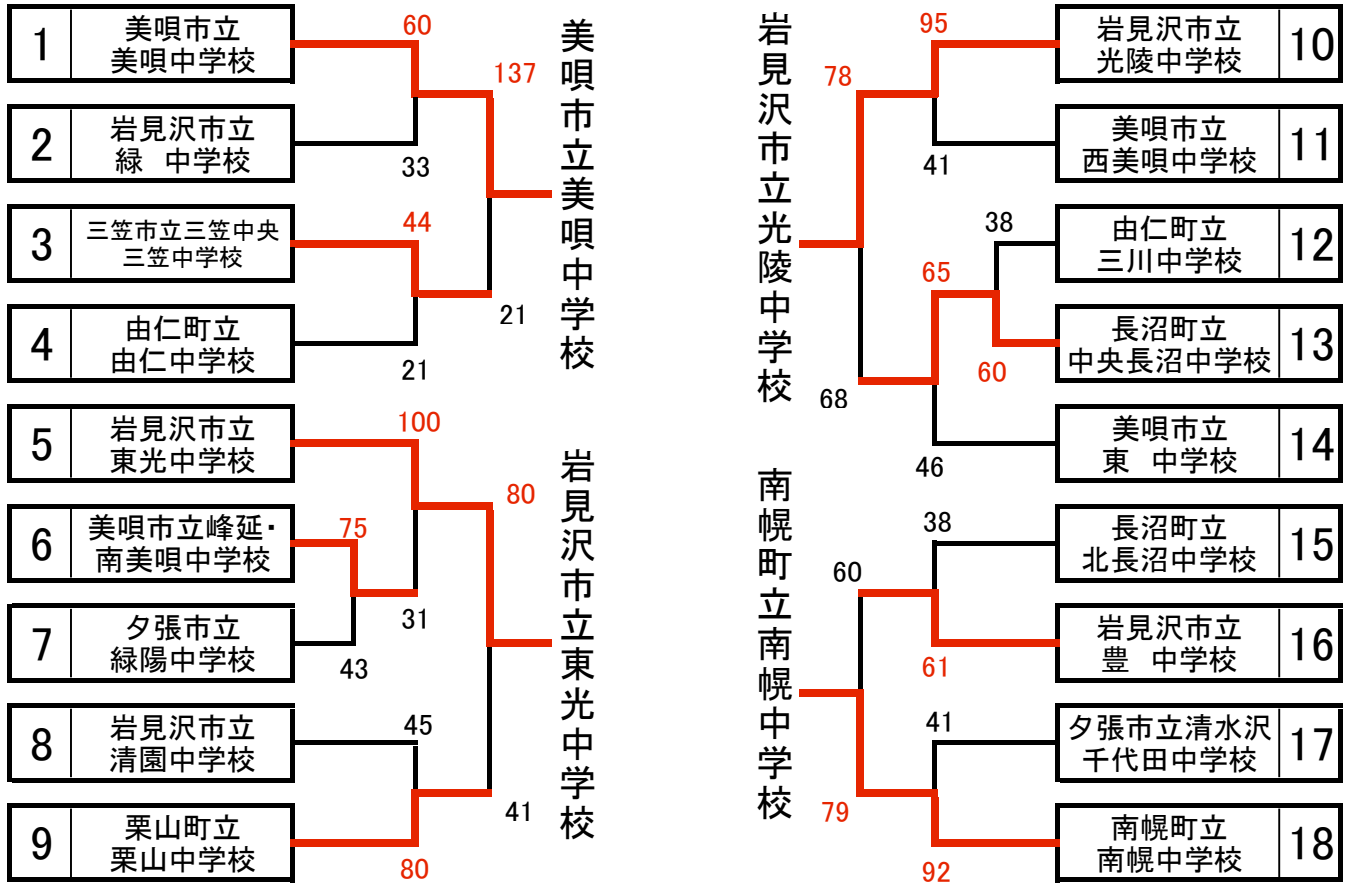 1
美唄市立
美唄中学校
2
岩見沢市立
緑 中学校
3
三笠市立三笠中央
三笠中学校
4
由仁町立
由仁中学校
5
岩見沢市立
東光中学校
6
美唄市立峰延・
南美唄中学校
7
夕張市立
緑陽中学校
8
岩見沢市立
清園中学校
9
栗山町立
栗山中学校
60
33
44
21
137
21
100
75
31
43
45
80
80
41
美唄市立美唄中学校
岩見沢市立東光中学校
岩見沢市立光陵中学校
南幌町立南幌中学校
95
78
41
38
65
60
68
46
38
60
61
41
79
92
岩見沢市立
光陵中学校
10
美唄市立
西美唄中学校
11
由仁町立
三川中学校
12
長沼町立
中央長沼中学校
13
美唄市立
東 中学校
14
長沼町立
北長沼中学校
15
岩見沢市立
豊 中学校
16
夕張市立清水沢
千代田中学校
17
南幌町立
南幌中学校
18